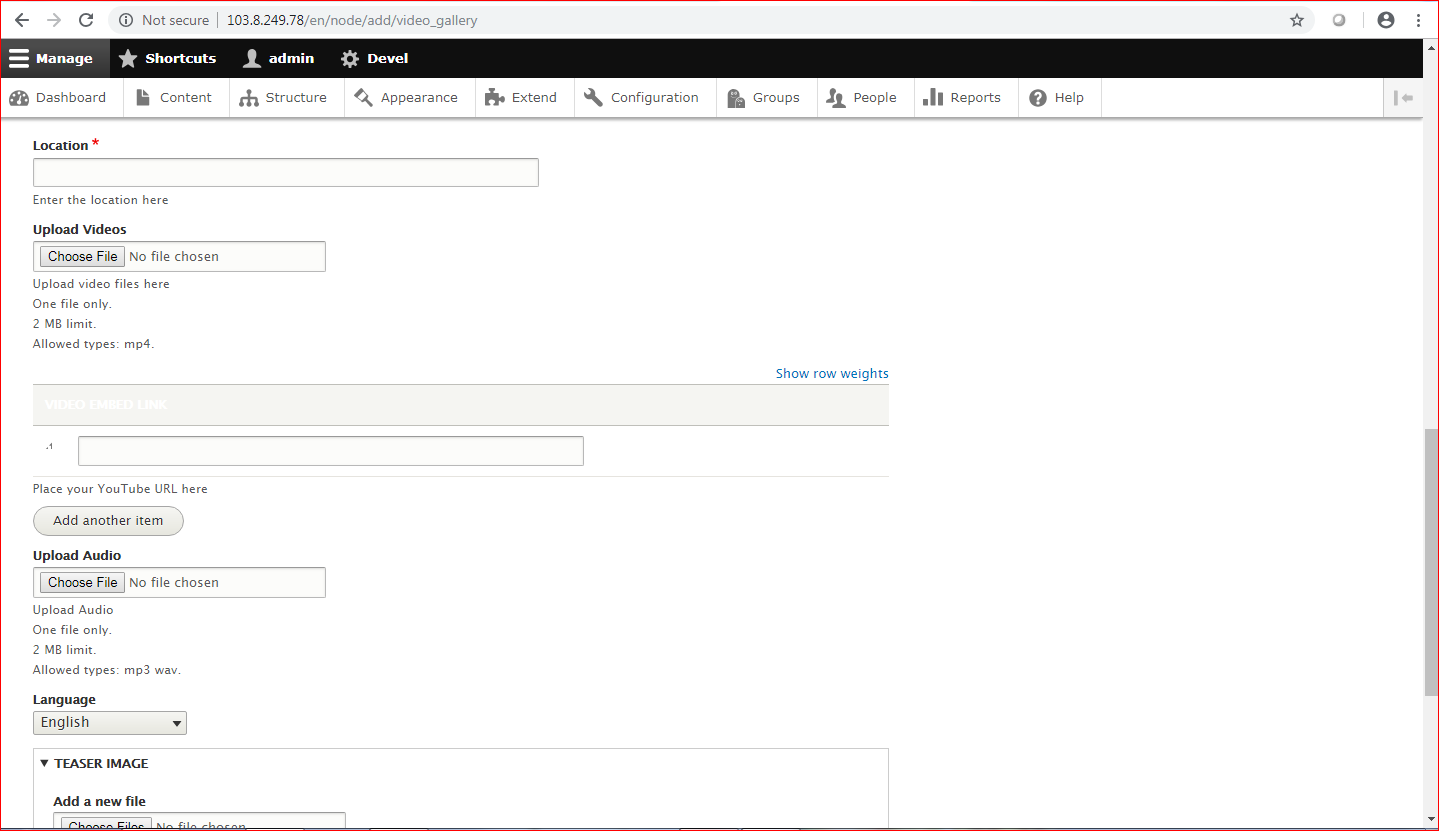 Not secure | 103.8.249.78/en/node/add/video_gallery
Manage Shortcuts admin Devel
Dashboard Content Structure Appearance Extend Configuration Groups People Reports Help
Location *
Enter the location here
Upload Videos
Choose File No file chosen
Upload video files here
One file only.
2 MB limit.
Allowed types: mp4.
Show row weights
VIDEO EMBED LINK
Place your YouTube URL here
Add another item
Upload Audio
Choose File No file chosen
Upload Audio
One file only.
2 MB limit.
Allowed types: mp3 wav.
Language
English
TEASER IMAGE
Add a new file
Choose Files No file chosen